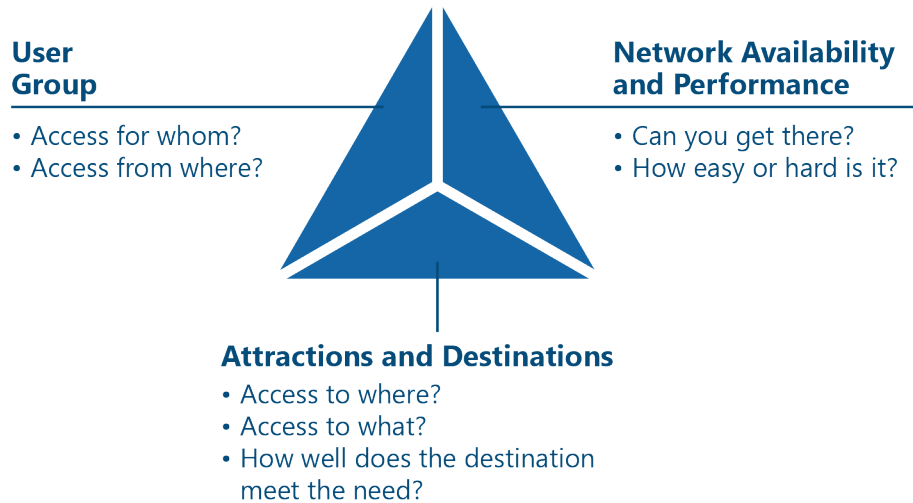 User
Group
• Access for whom?
• Access from where?
Network Availability
and Performance
• Can you get there?
• How easy or hard is it?
Attractions and Destinations
• Access to where?
• Access to what?
• How well does the destination
meet the need?